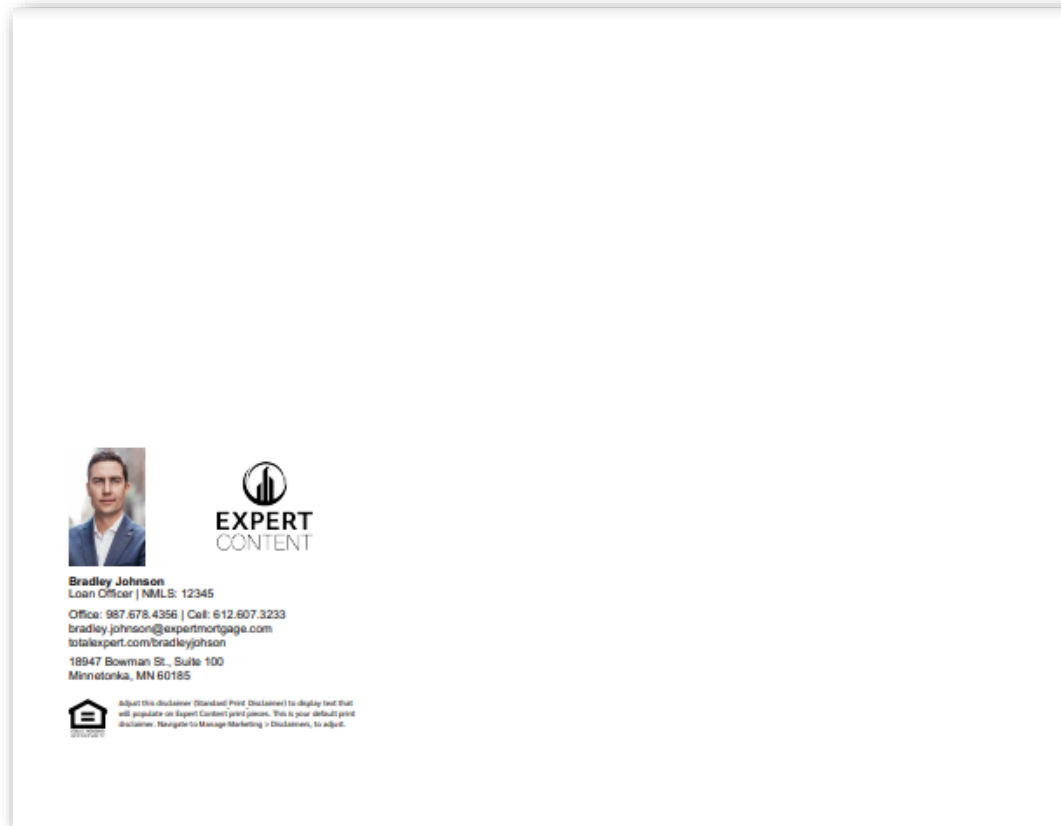 EXPERT
CONTENT
Bradley Johnson
Loan Officer | NMLS: 12345
Office: 987.678.4356 | Cell: 612.607.3233
bradley.johnson@expertmortgage.com
totalexpert.com/bradleyjohson
18947 Bowman St., Suite 100
Minnetonka, MN 60185
Adjust this disclaimer (Standard Print Disclaimer) to display text that
will populate on Expert Content print pieces. This is your default print
disclaimer. Navigate to Manage Marketing > Disclaimers, to adjust.